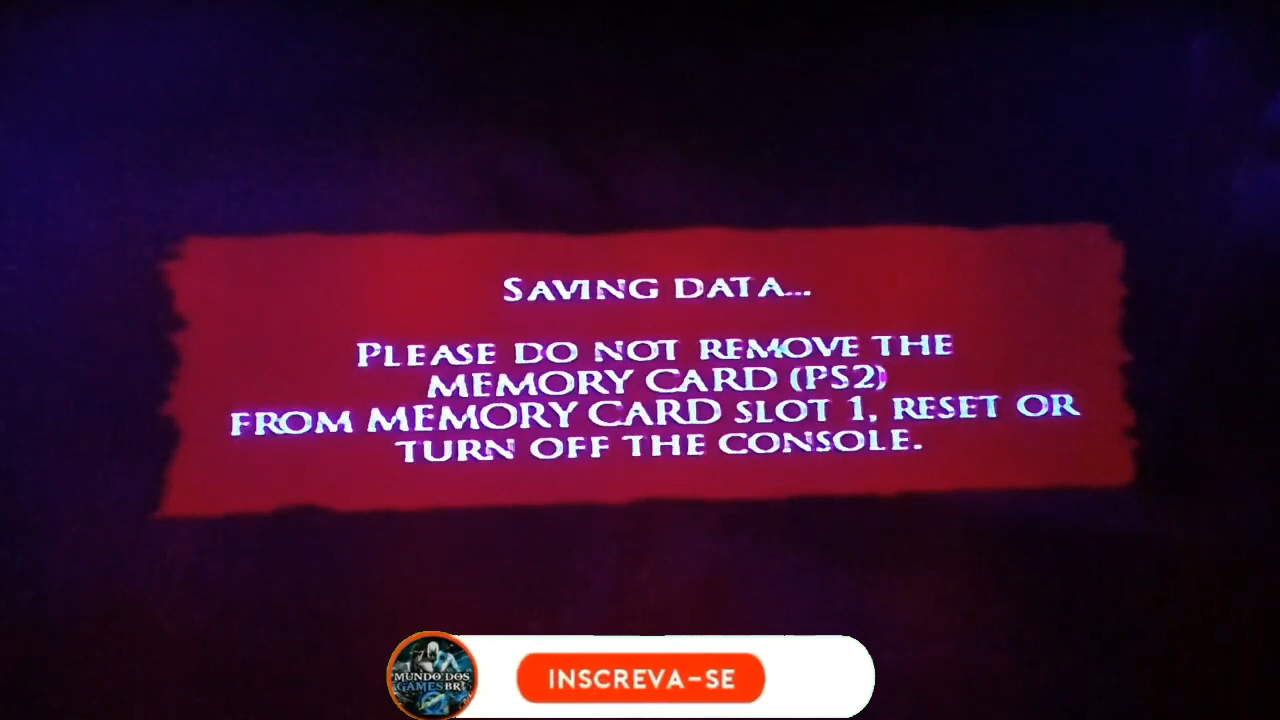 SAVING DATA...
PLEASE DO NOT REMOVE THE
MEMORY CARD (PS2)
FROM MEMORY CARD SLOT 1, RESET OR
TURN OFF THE CONSOLE.
MUNDO DOS
GAMES BR
INSCREVA-SE